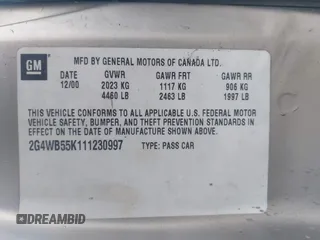 GM
MFD BY GENERAL MOTORS OF CANADA LTD.
DATE GVWR GAWR FRT GAWR RR
12/00 2023 KG 1117 KG 906 KG
4460 LB 2463 LB 1997 LB
THIS VEHICLE CONFORMS TO ALL APPLICABLE U.S. FEDERAL MOTOR
VEHICLE SAFETY, BUMPER, AND THEFT PREVENTION STANDARDS IN
EFFECT ON THE DATE OF MANUFACTURE SHOWN ABOVE.
2G4WB55K111230997 TYPE: PASS CAR
© DREAMBID